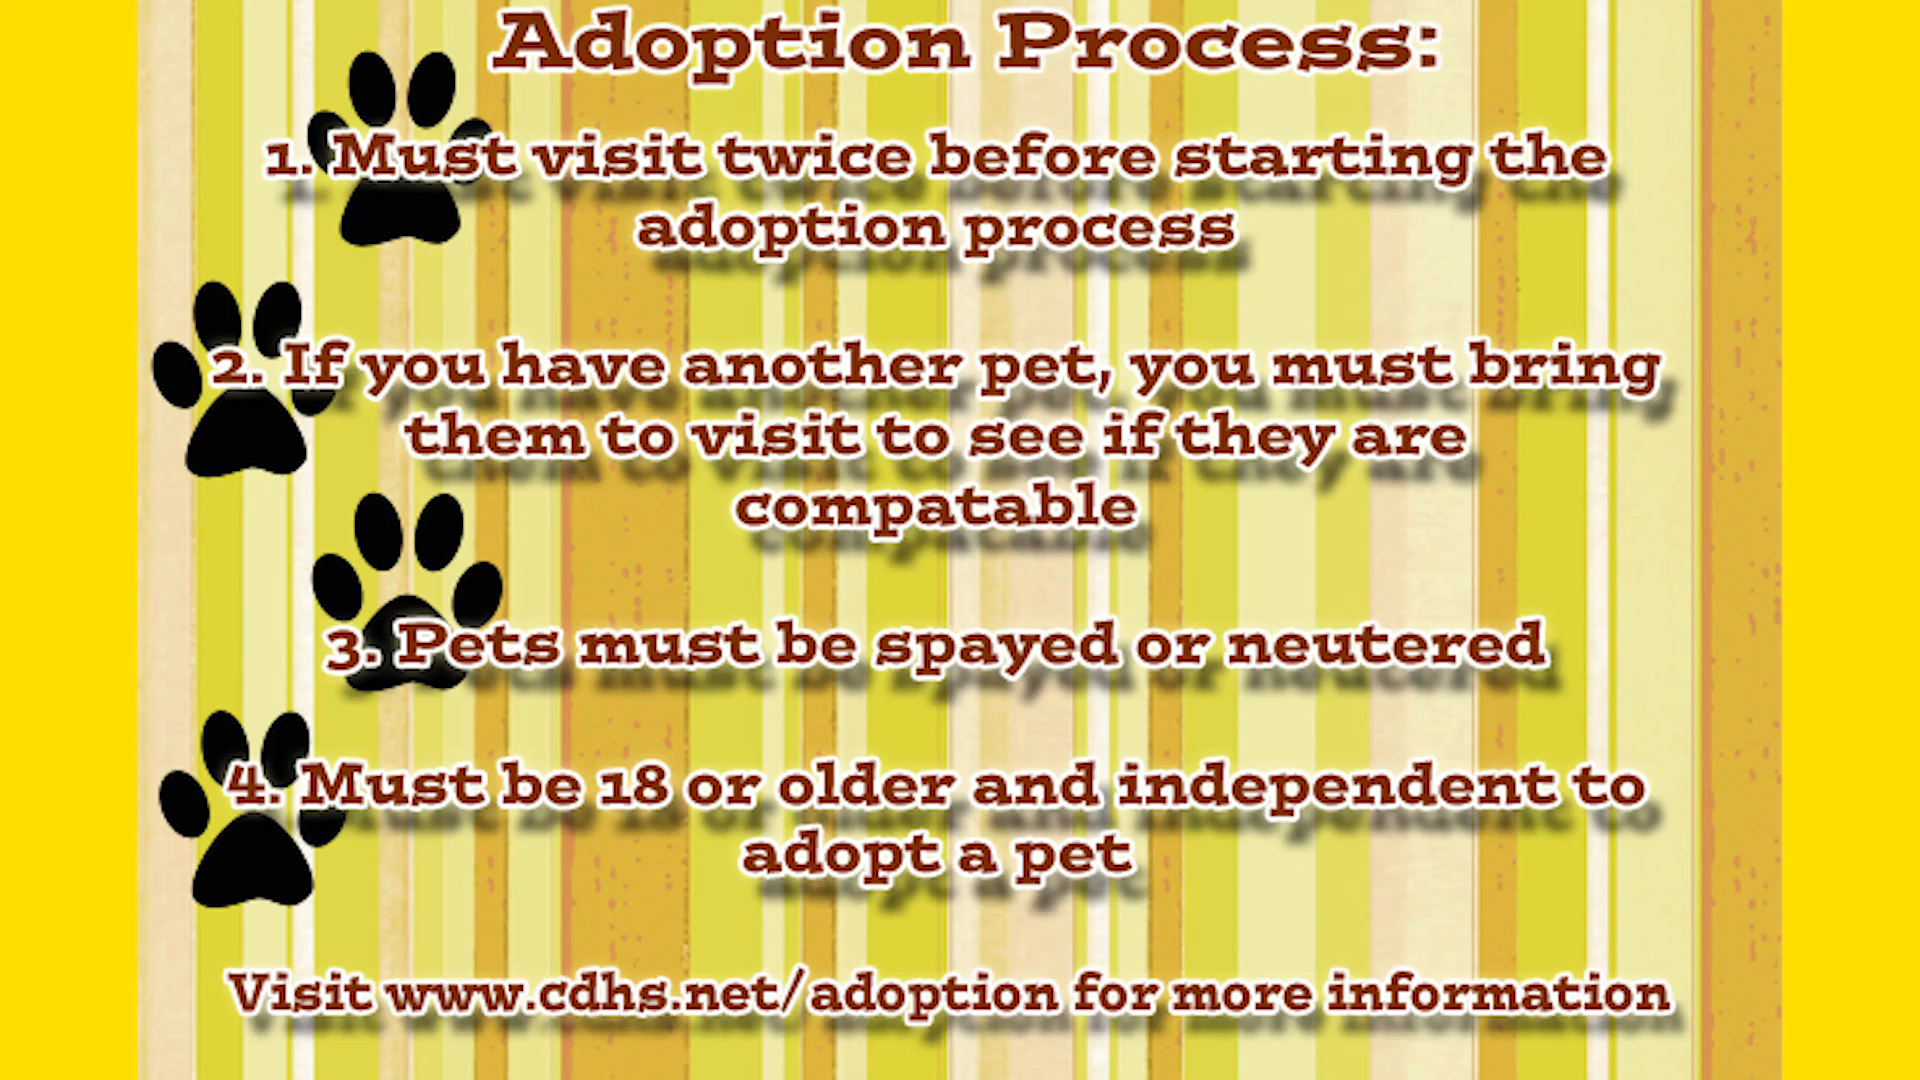 Adoption Process:
1. Must visit twice before starting the
adoption process
2. If you have another pet, you must bring
them to visit to see if they are
compatable
3. Pets must be spayed or neutered
4. Must be 18 or older and independent to
adopt a pet
Visit www.cdhs.net/adoption for more information